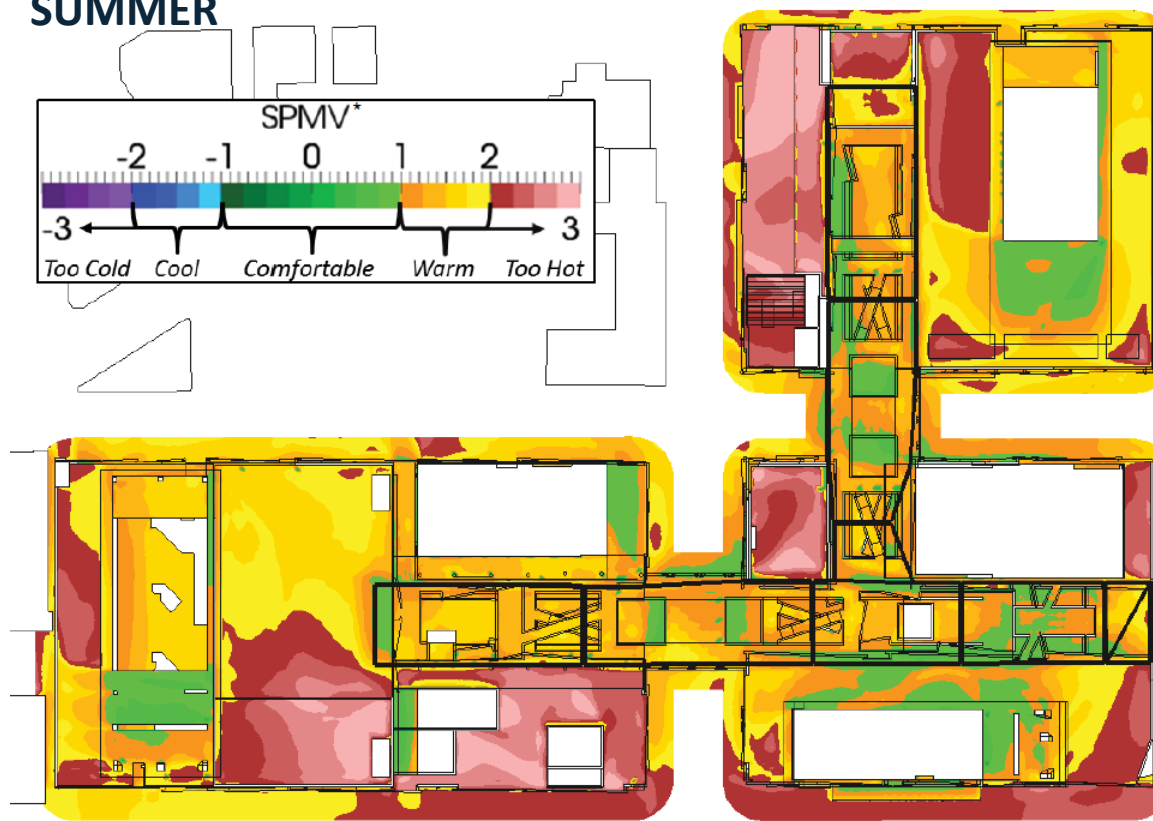 SUMMER
SPMV*
-2 -1 0 1 2
-3 3
Too Cold Cool Comfortable Warm Too Hot